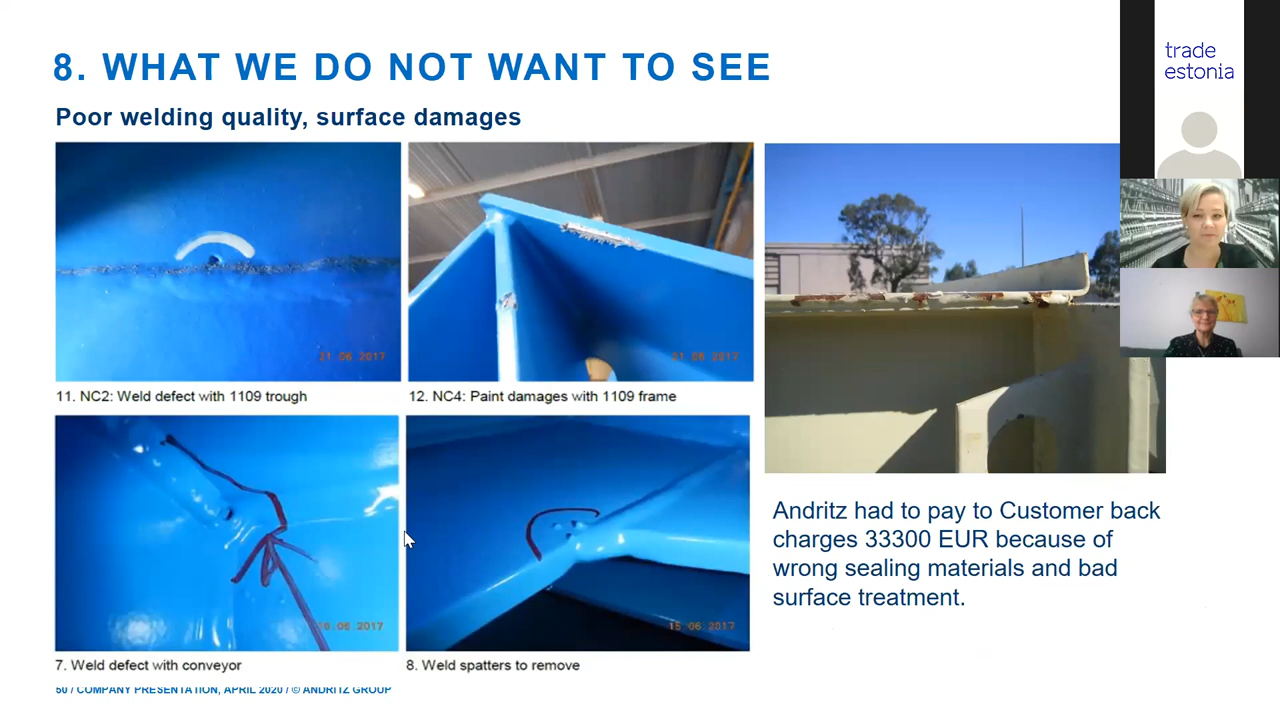 8. WHAT WE DO NOT WANT TO SEE
Poor welding quality, surface damages
21 06 2017
21 06 2017
11. NC2: Weld defect with 1109 trough
12. NC4: Paint damages with 1109 frame
06 2017
15 06 2017
7. Weld defect with conveyor
8. Weld spatters to remove
Andritz had to pay to Customer back
charges 33300 EUR because of
wrong sealing materials and bad
surface treatment.
50 / COMPANY PRESENTATION, APRIL 2020 / © ANDRITZ GROUP
trade
estonia